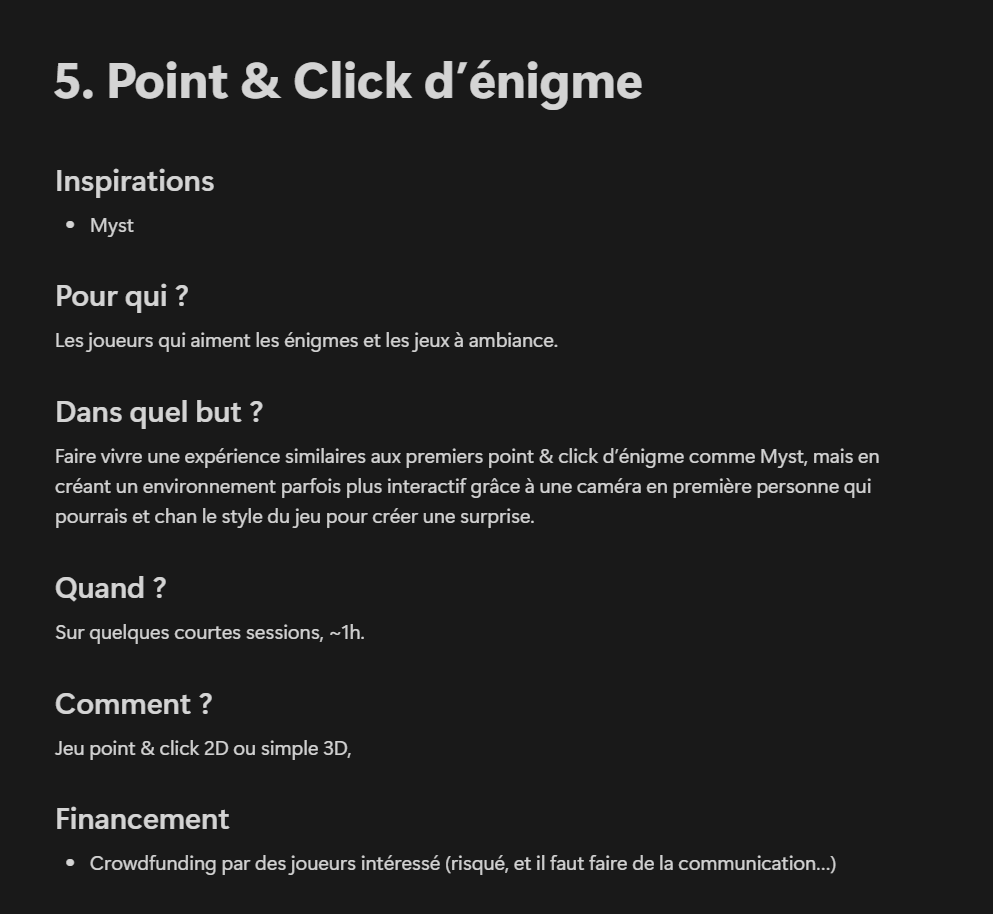 5. Point & Click d’énigme
Inspirations
• Myst
Pour qui ?
Les joueurs qui aiment les énigmes et les jeux à ambiance.
Dans quel but ?
Faire vivre une expérience similaires aux premiers point & click d’énigme comme Myst, mais en
créant un environnement parfois plus interactif grâce à une caméra en première personne qui
pourrais et chan le style du jeu pour créer une surprise.
Quand ?
Sur quelques courtes sessions, ~1h.
Comment ?
Jeu point & click 2D ou simple 3D,
Financement
• Crowdfunding par des joueurs intéressé (risqué, et il faut faire de la communication...)